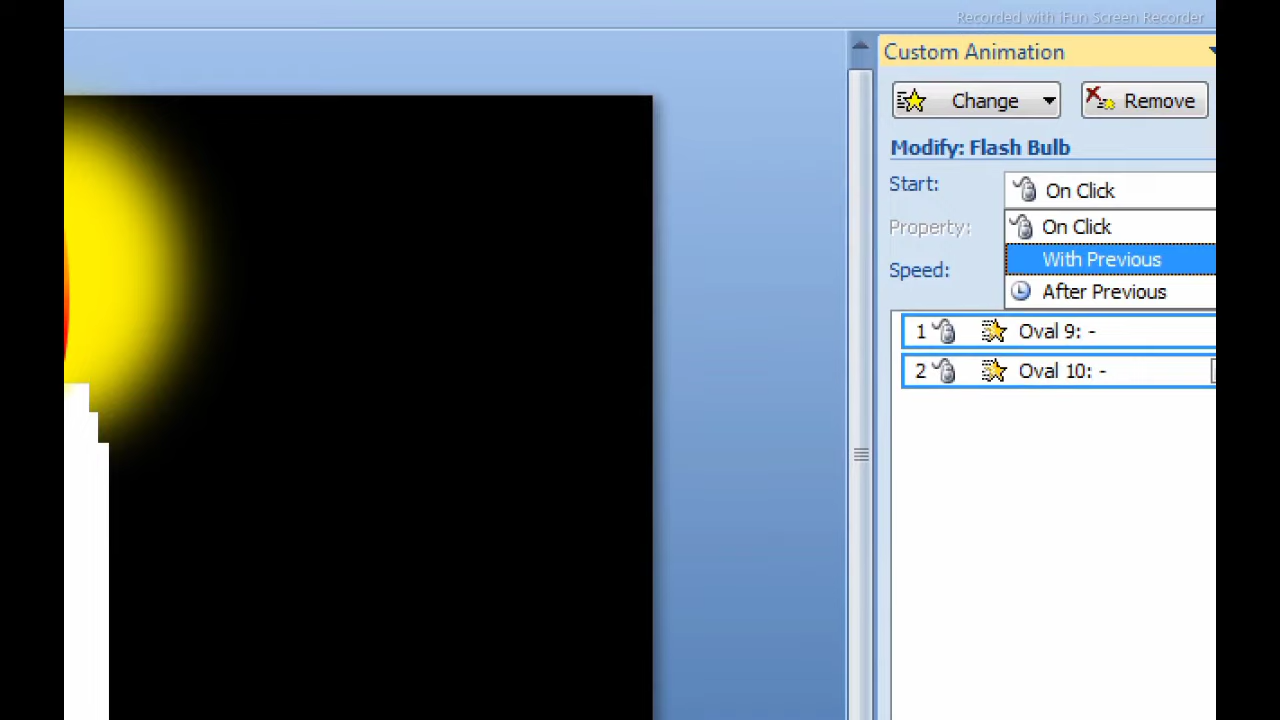 Recorded with iFun Screen Recorder
Custom Animation
Change
Remove
Modify: Flash Bulb
Start:
On Click
Property:
On Click
Speed:
With Previous
After Previous
1 Oval 9: -
2 Oval 10: -